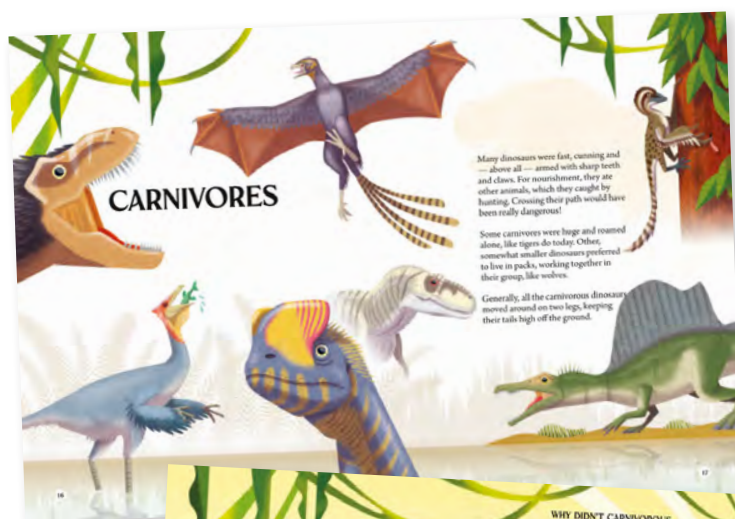 CARNIVORES
Many dinosaurs were fast, cunning and
— above all — armed with sharp teeth
and claws. For nourishment, they ate
other animals, which they caught by
hunting. Crossing their path would have
been really dangerous!
Some carnivores were huge and roamed
alone, like tigers do today. Other,
somewhat smaller dinosaurs preferred
to live in packs, working together in
their group, like wolves.
Generally, all the carnivorous dinosaurs
moved around on two legs, keeping
their tails high off the ground.
16
17
WHY DIDN'T CARNIVOROUS